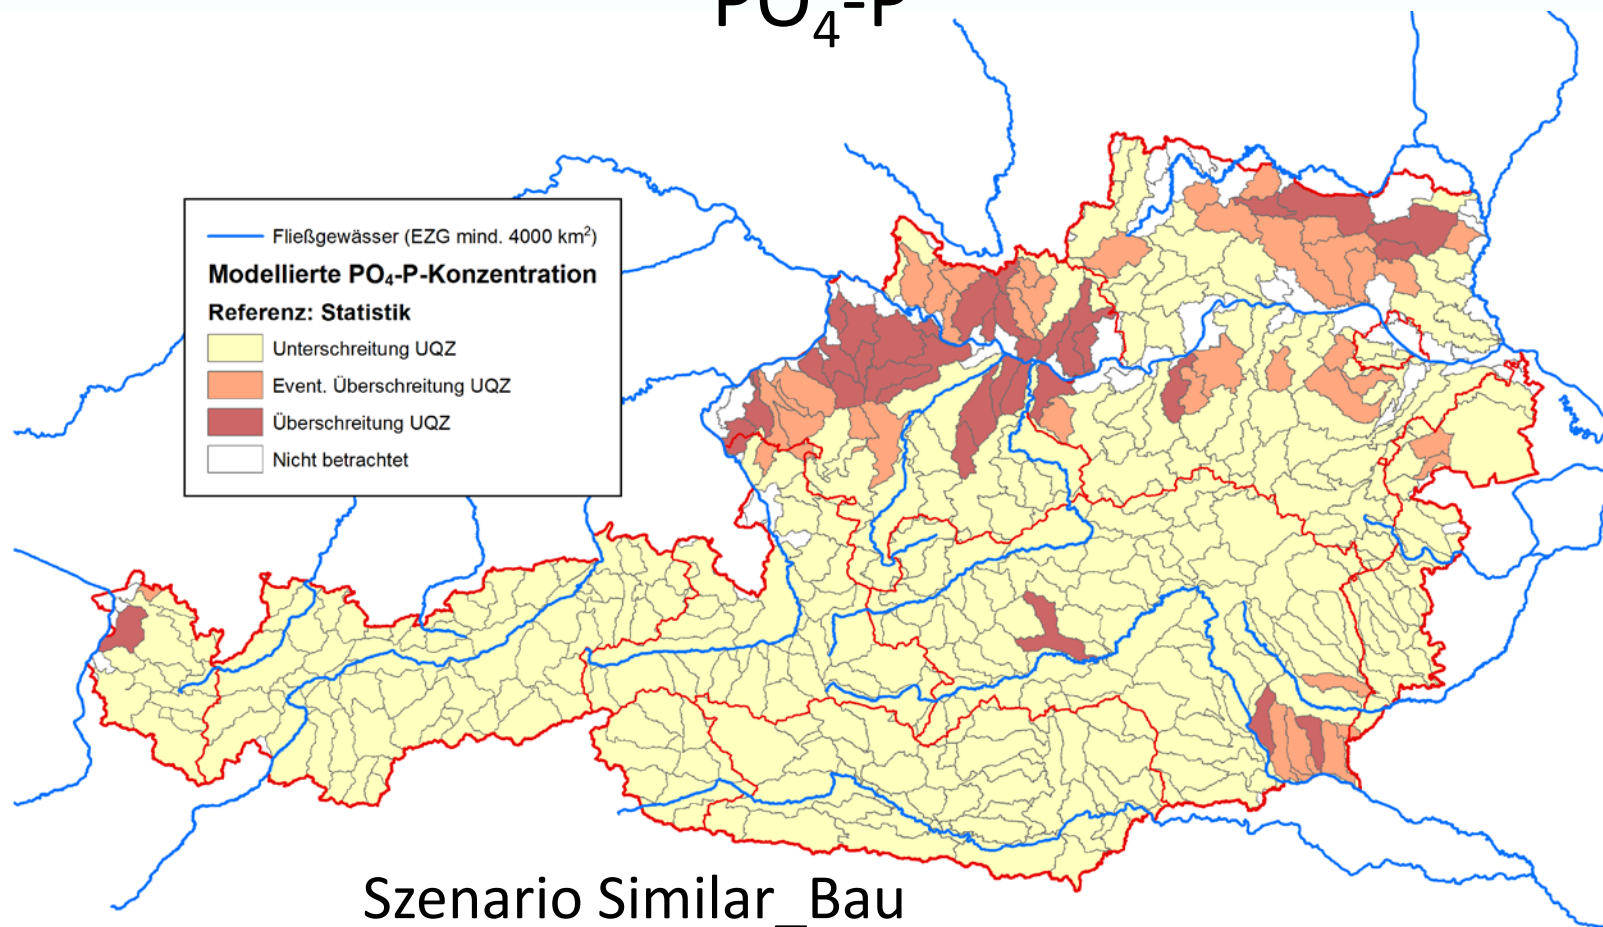 PO₄-P
Fließgewässer (EZG mind. 4000 km²)
Modellierte PO₄-P-Konzentration
Referenz: Statistik
Unterschreitung UQZ
Event. Überschreitung UQZ
Überschreitung UQZ
Nicht betrachtet
Szenario Similar_Bau